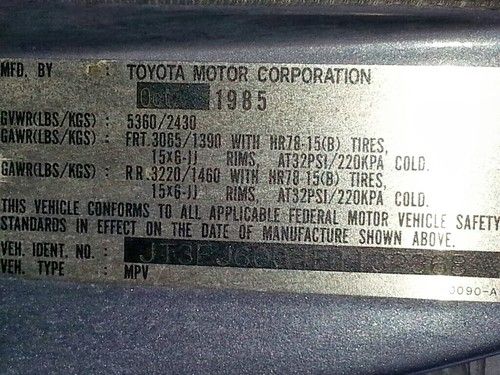 MFD. BY : TOYOTA MOTOR CORPORATION
1985
GVWR(LBS/KGS) : 5360/2430
GAWR(LBS/KGS) : FRT.3065/1390 WITH HR78-15(B) TIRES,
15X6-JJ RIMS, AT32PSI/220KPA COLD.
GAWR(LBS/KGS) : RR.3220/1460 WITH HR78-15(B) TIRES,
15X6-JJ RIMS, AT32PSI/220KPA COLD.
THIS VEHICLE CONFORMS TO ALL APPLICABLE FEDERAL MOTOR VEHICLE SAFETY
STANDARDS IN EFFECT ON THE DATE OF MANUFACTURE SHOWN ABOVE.
VEH. IDENT. NO. :
VEH. TYPE : MPV
J090-A